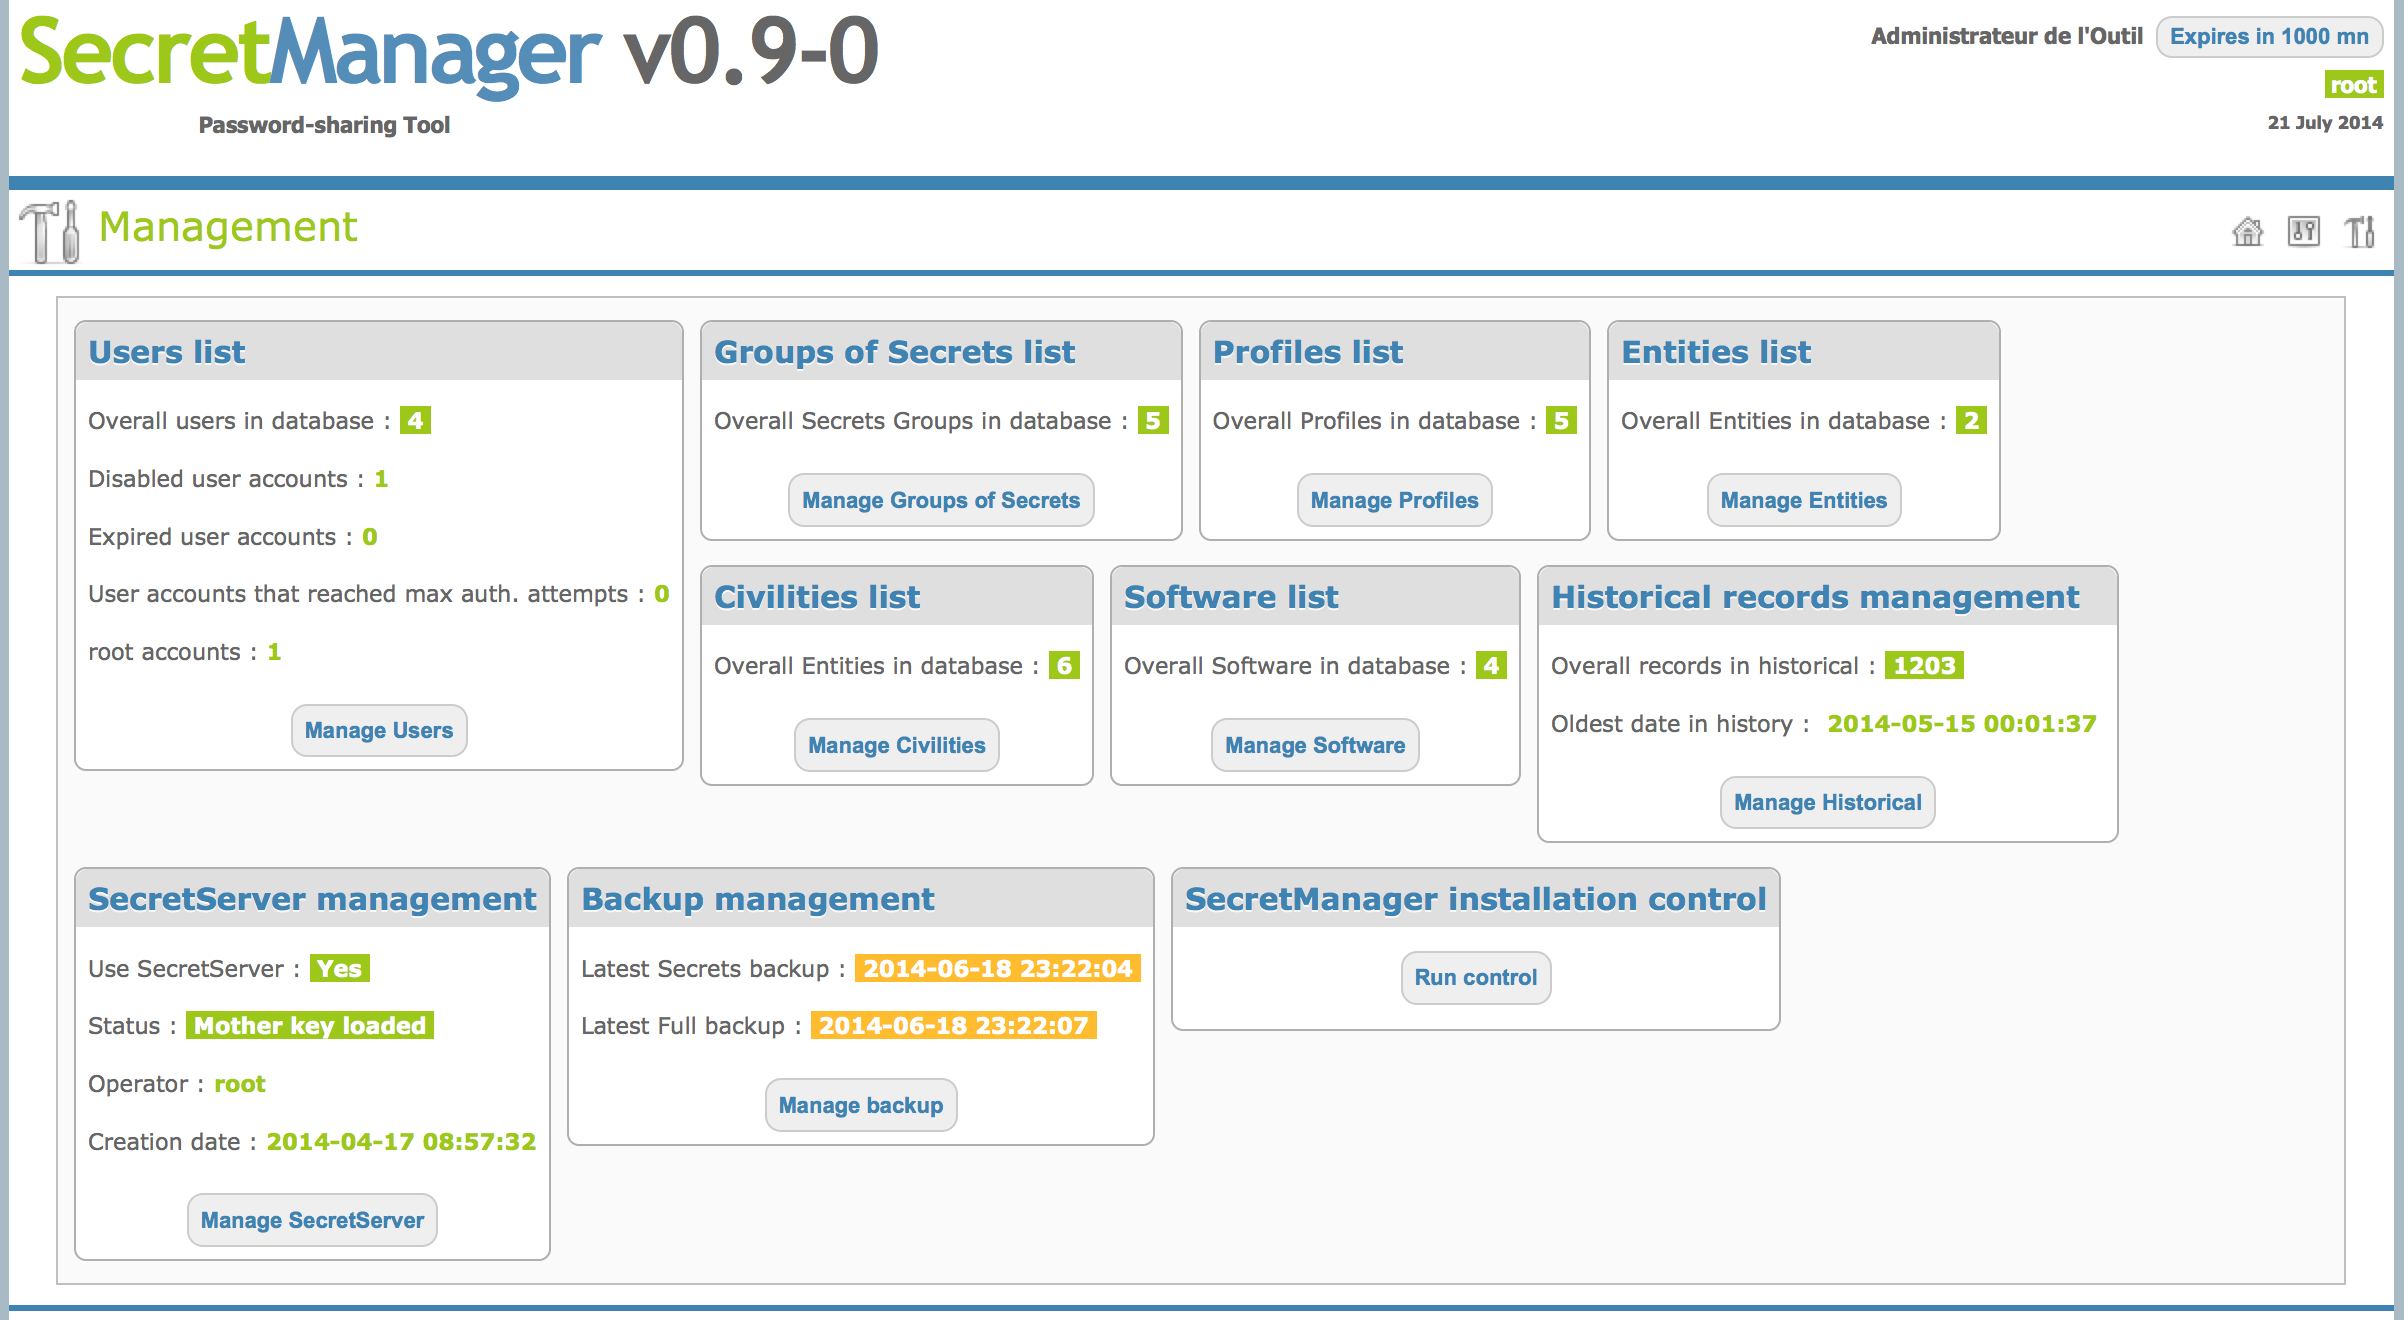 SecretManager v0.9-0
Password-sharing Tool
Administrateur de l'Outil Expires in 1000 mn
root
21 July 2014
Management
Users list
Overall users in database : 4
Disabled user accounts : 1
Expired user accounts : 0
User accounts that reached max auth. attempts : 0
root accounts : 1
Manage Users
Groups of Secrets list
Overall Secrets Groups in database : 5
Manage Groups of Secrets
Profiles list
Overall Profiles in database : 5
Manage Profiles
Entities list
Overall Entities in database : 2
Manage Entities
Civilities list
Overall Entities in database : 6
Manage Civilities
Software list
Overall Software in database : 4
Manage Software
Historical records management
Overall records in historical : 1203
Oldest date in history : 2014-05-15 00:01:37
Manage Historical
SecretServer management
Use SecretServer : Yes
Status : Mother key loaded
Operator : root
Creation date : 2014-04-17 08:57:32
Manage SecretServer
Backup management
Latest Secrets backup : 2014-06-18 23:22:04
Latest Full backup : 2014-06-18 23:22:07
Manage backup
SecretManager installation control
Run control